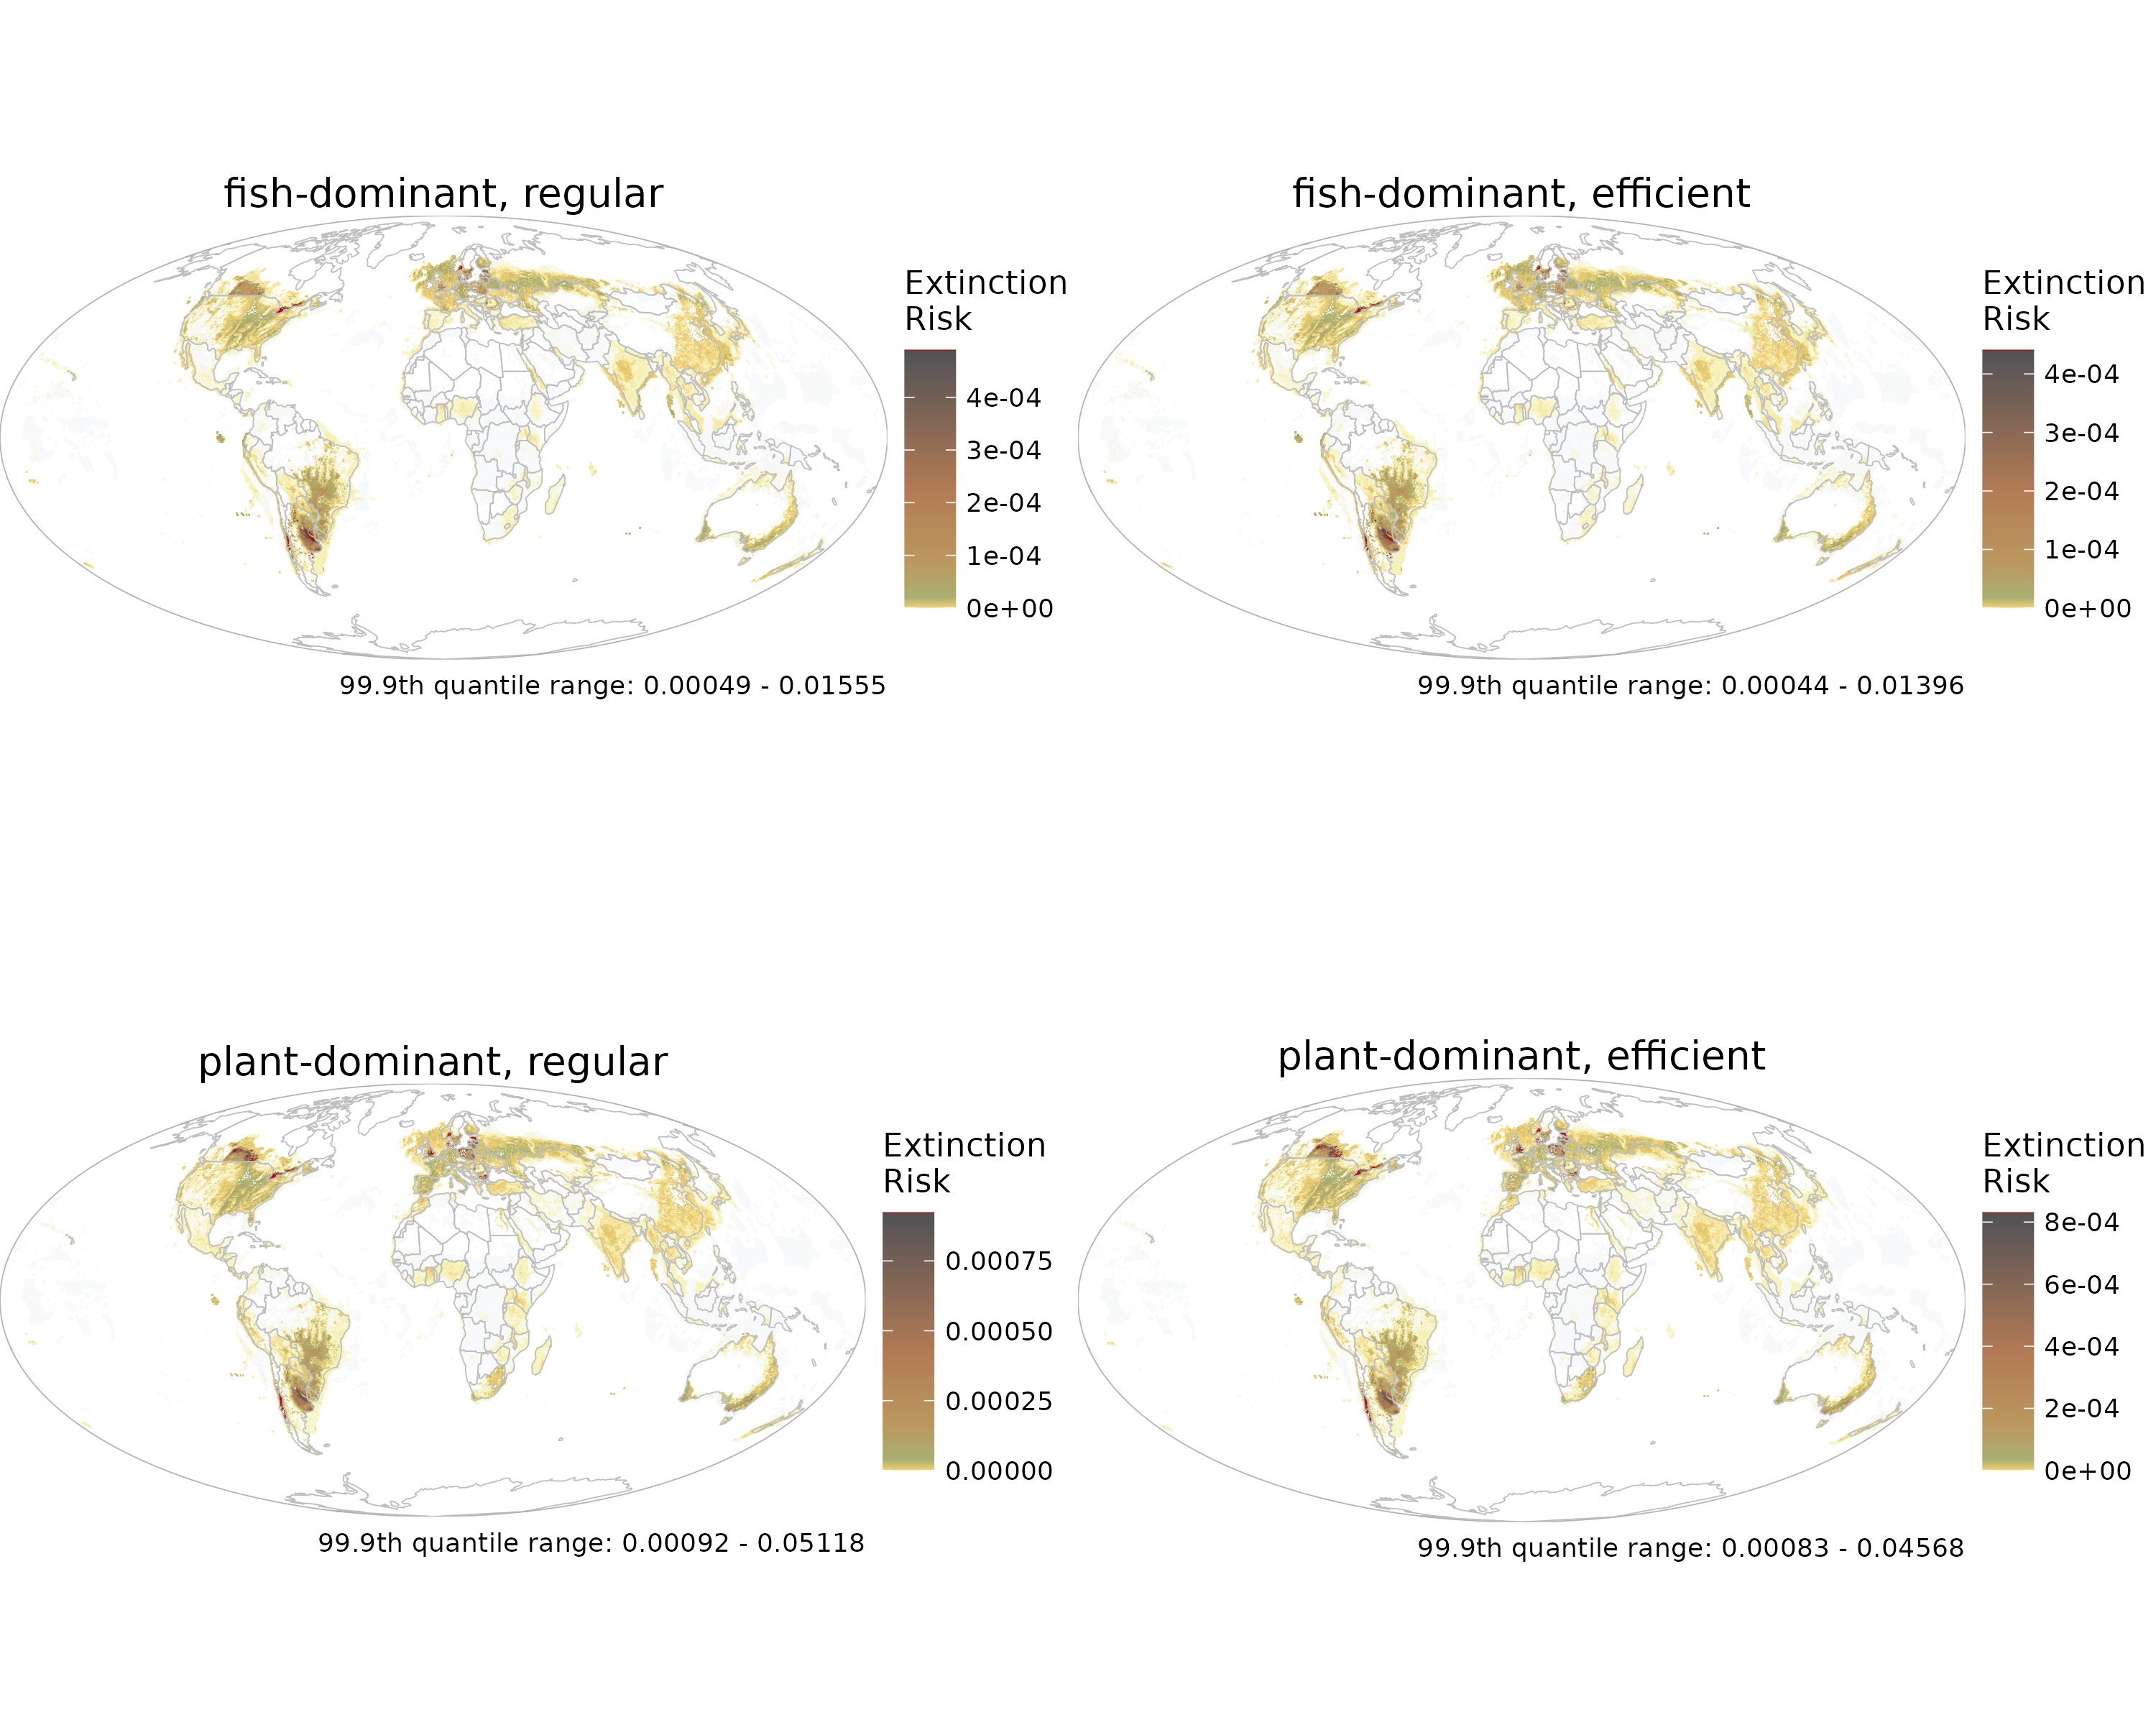 fish-dominant, regular
Extinction
Risk
4e-04
3e-04
2e-04
1e-04
0e+00
99.9th quantile range: 0.00049 - 0.01555
fish-dominant, efficient
Extinction
Risk
4e-04
3e-04
2e-04
1e-04
0e+00
99.9th quantile range: 0.00044 - 0.01396
plant-dominant, regular
Extinction
Risk
0.00075
0.00050
0.00025
0.00000
99.9th quantile range: 0.00092 - 0.05118
plant-dominant, efficient
Extinction
Risk
8e-04
6e-04
4e-04
2e-04
0e+00
99.9th quantile range: 0.00083 - 0.04568